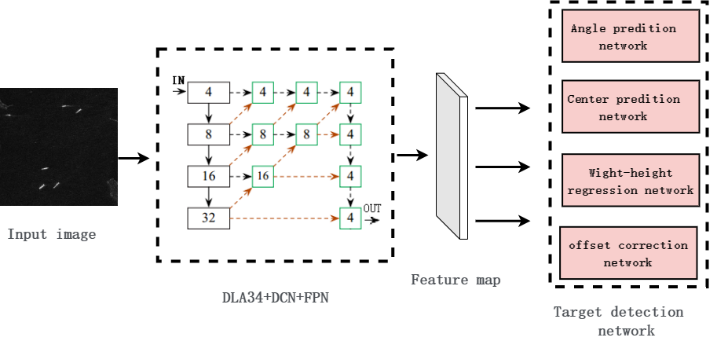 Input image
IN
4 4 4 4
8 8 8 4
16 16 4
32 4
OUT
DLA34+DCN+FPN
Feature map
Angle predition
network
Center predition
network
Wight-height
regression network
offset correction
network
Target detection
network